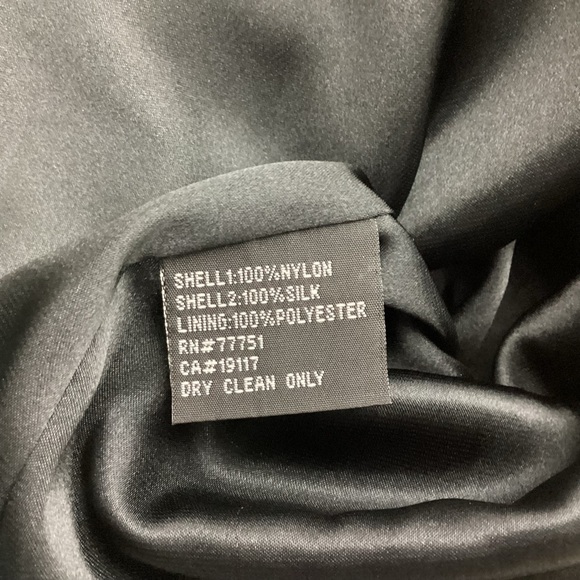 SHELL1:100%NYLON
SHELL2:100%SILK
LINING:100%POLYESTER
RN#77751
CA#19117
DRY CLEAN ONLY